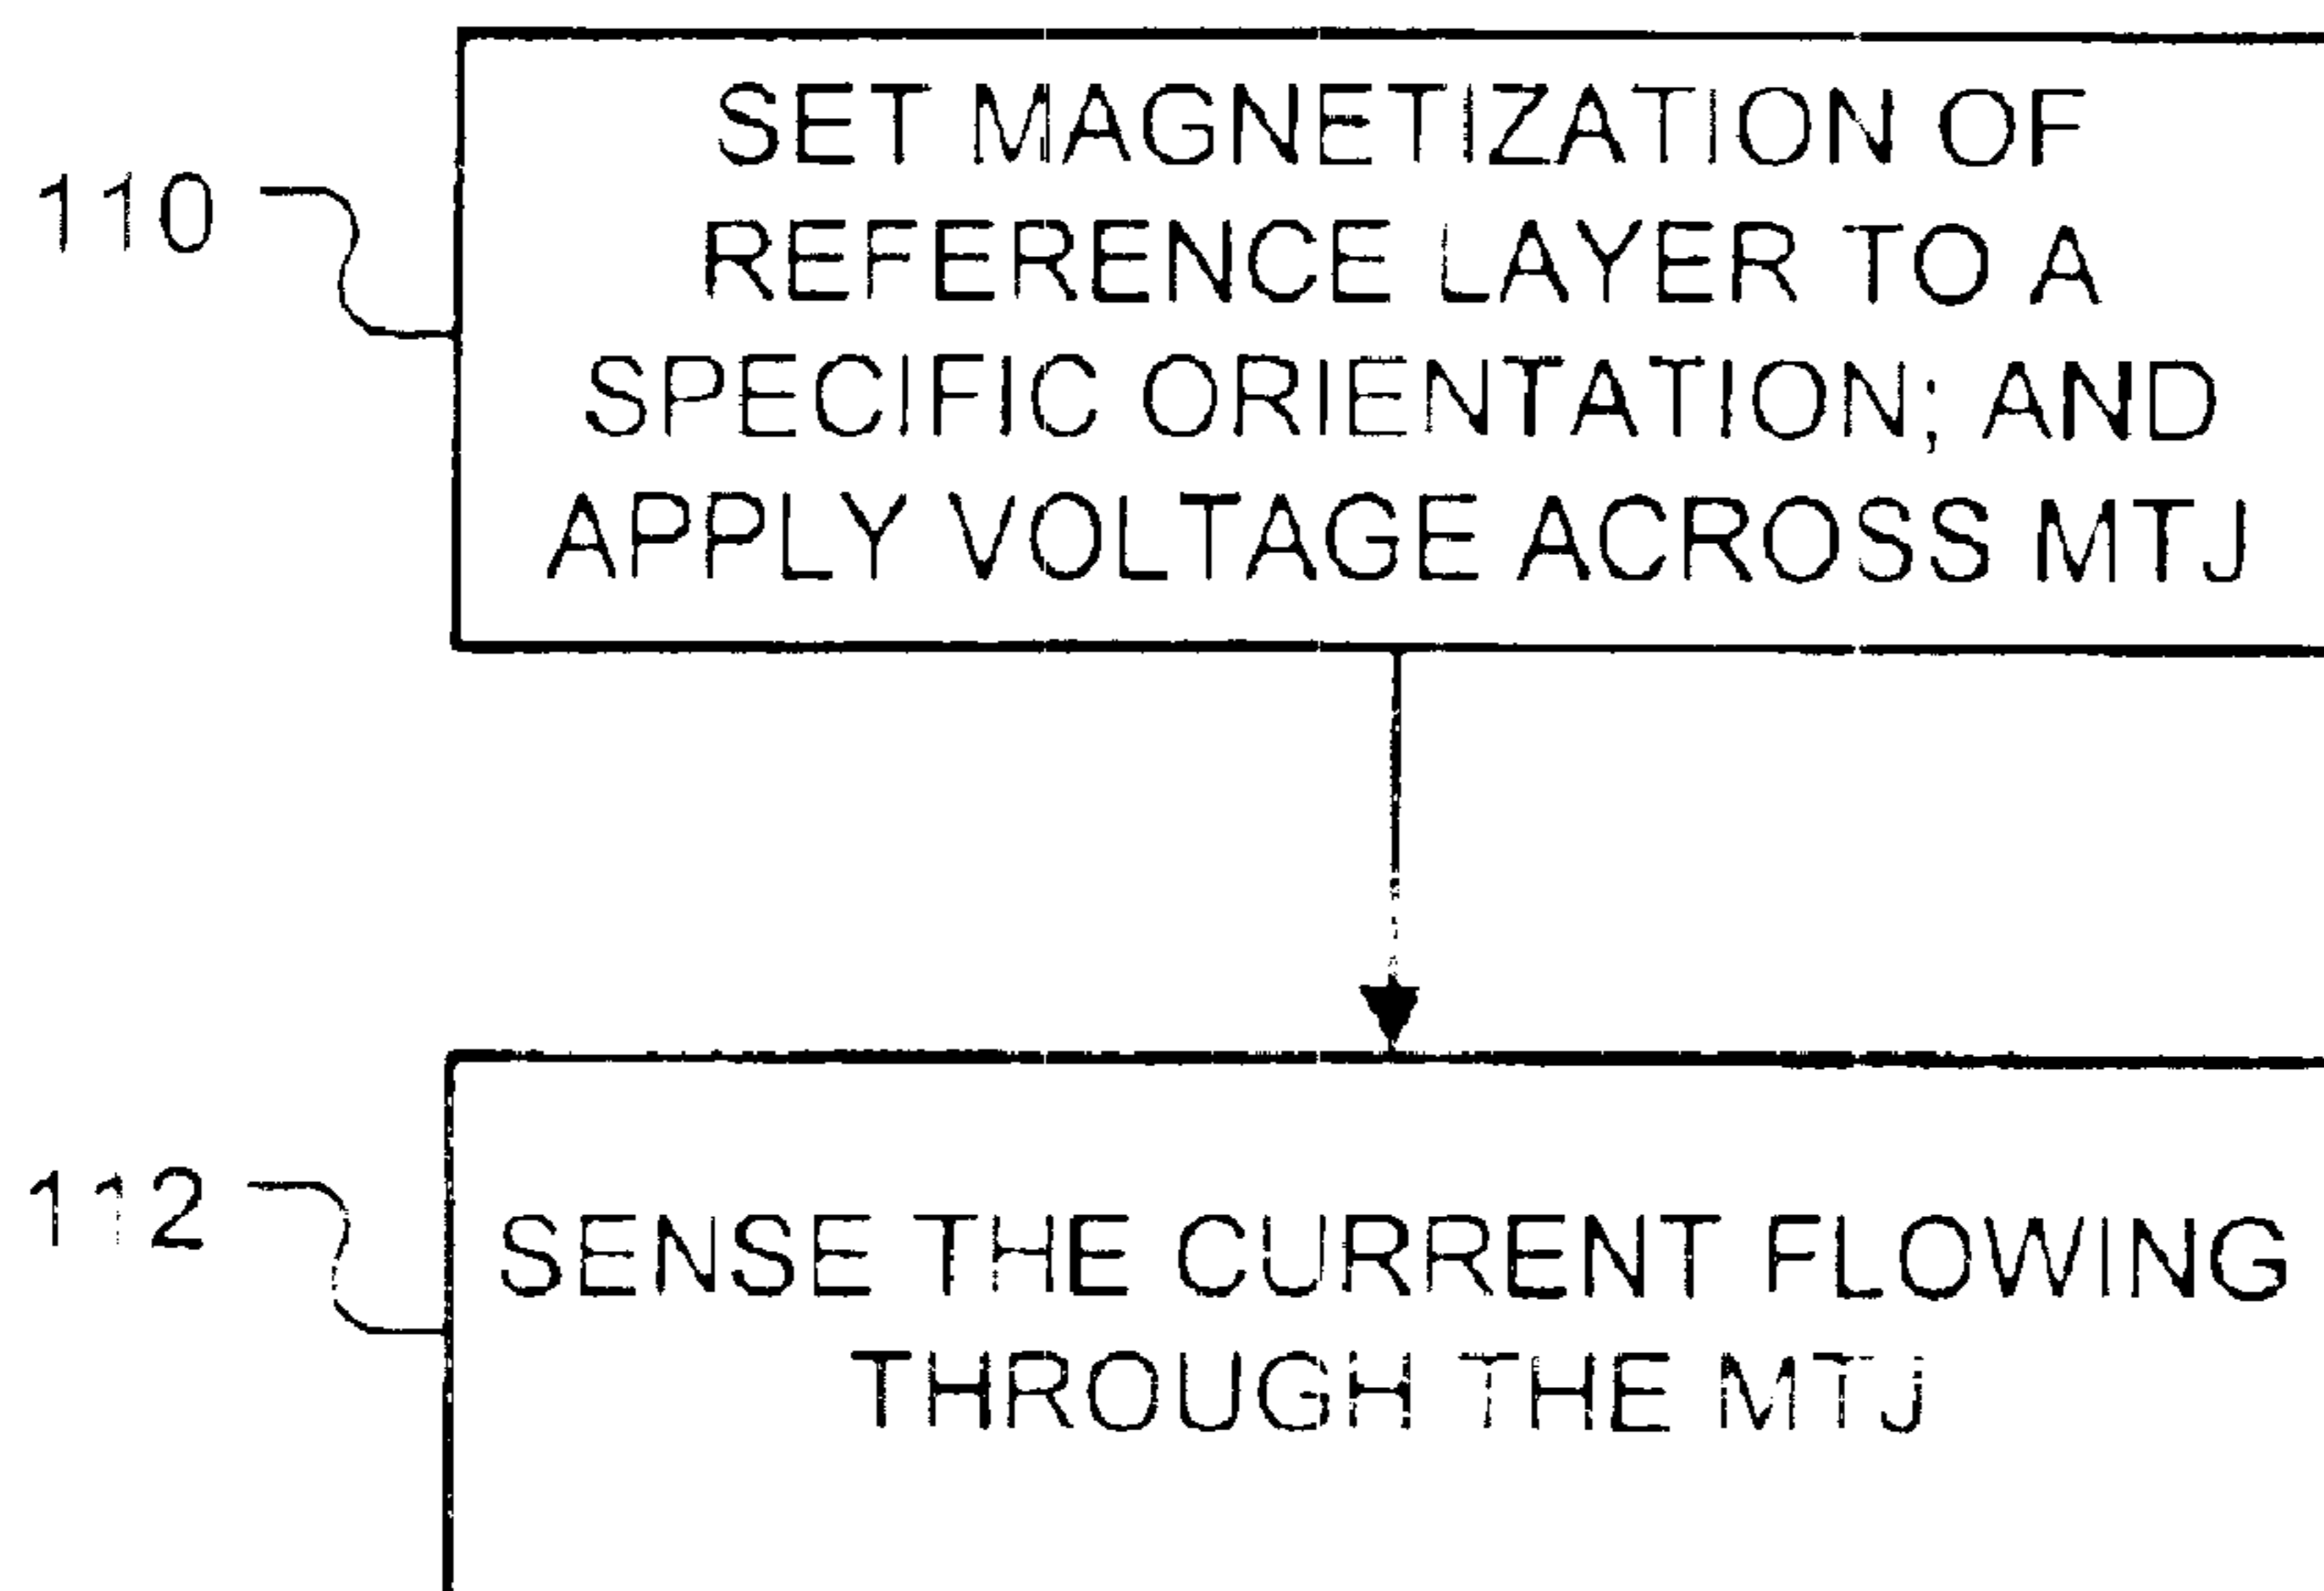 110
SET MAGNETIZATION OF
REFERENCE LAYER TO A
SPECIFIC ORIENTATION; AND
APPLY VOLTAGE ACROSS MTJ
112
SENSE THE CURRENT FLOWING
THROUGH THE MTJ